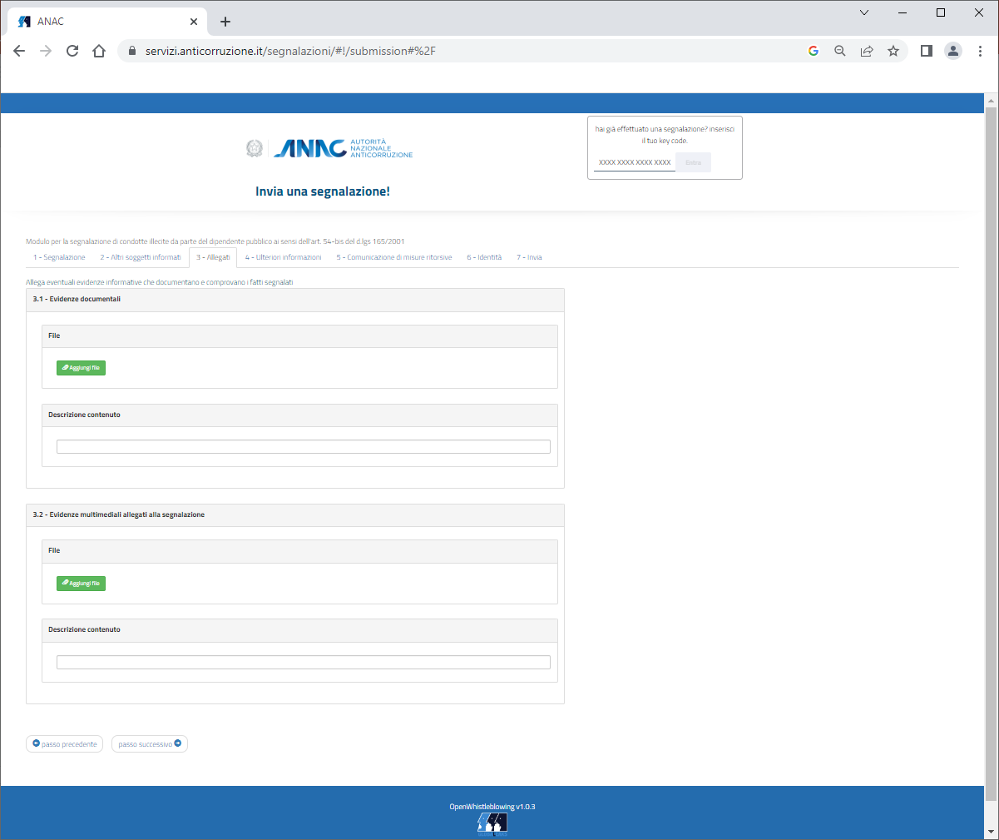 ANAC
servizi.anticorruzione.it/segnalazioni/#!/submission#%2F
ANAC
AUTORITÀ
NAZIONALE
ANTICORRUZIONE
hai già effettuato una segnalazione? inserisci
il tuo key code.
XXXX XXXX XXXX XXXX
Entra
Invia una segnalazione!
Modulo per la segnalazione di condotte illecite da parte del dipendente pubblico ai sensi dell'art. 54-bis del d.lgs 165/2001
1 - Segnalazione 2 - Altri soggetti informati 3 - Allegati 4 - Ulteriori informazioni 5 - Comunicazione di misure ritorsive 6 - Identità 7 - Invia
Allega eventuali evidenze informative che documentano e comprovano i fatti segnalati
3.1 - Evidenze documentali
File
Aggiungi file
Descrizione contenuto
3.2 - Evidenze multimediali allegati alla segnalazione
File
Aggiungi file
Descrizione contenuto
passo precedente passo successivo
OpenWhistleblowing v1.0.3